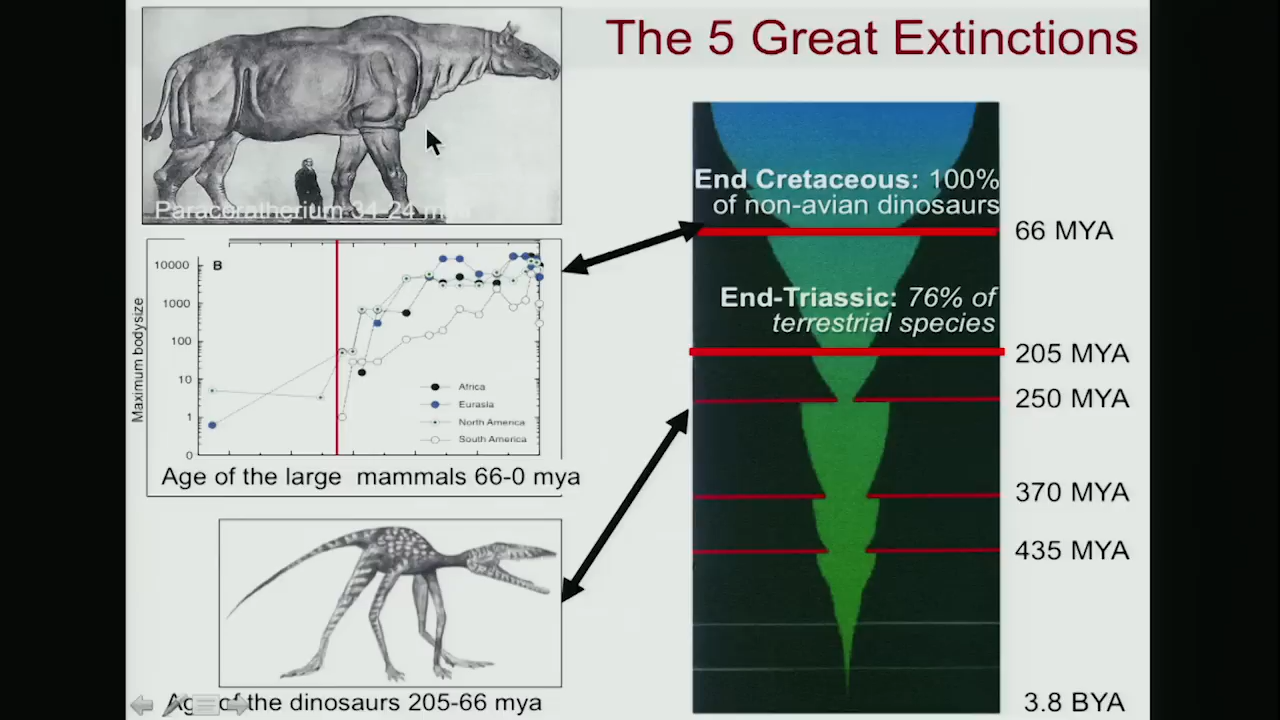 The 5 Great Extinctions
Paraceratherium 34-24
End Cretaceous: 100%
of non-avian dinosaurs
66 MYA
End-Triassic: 76% of
terrestrial species
205 MYA
250 MYA
370 MYA
435 MYA
3.8 BYA
B
Maximum bodysize
10000
1000
100
10
1
0
Africa
Eurasia
North America
South America
Age of the large mammals 66-0 mya
Age of the dinosaurs 205-66 mya